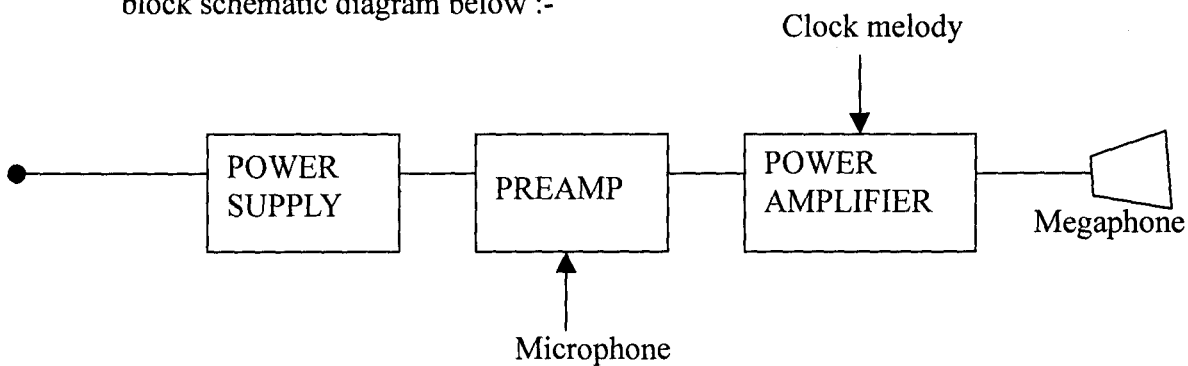 block schematic diagram below :-
Clock melody
POWER
SUPPLY
PREAMP
POWER
AMPLIFIER
Megaphone
Microphone